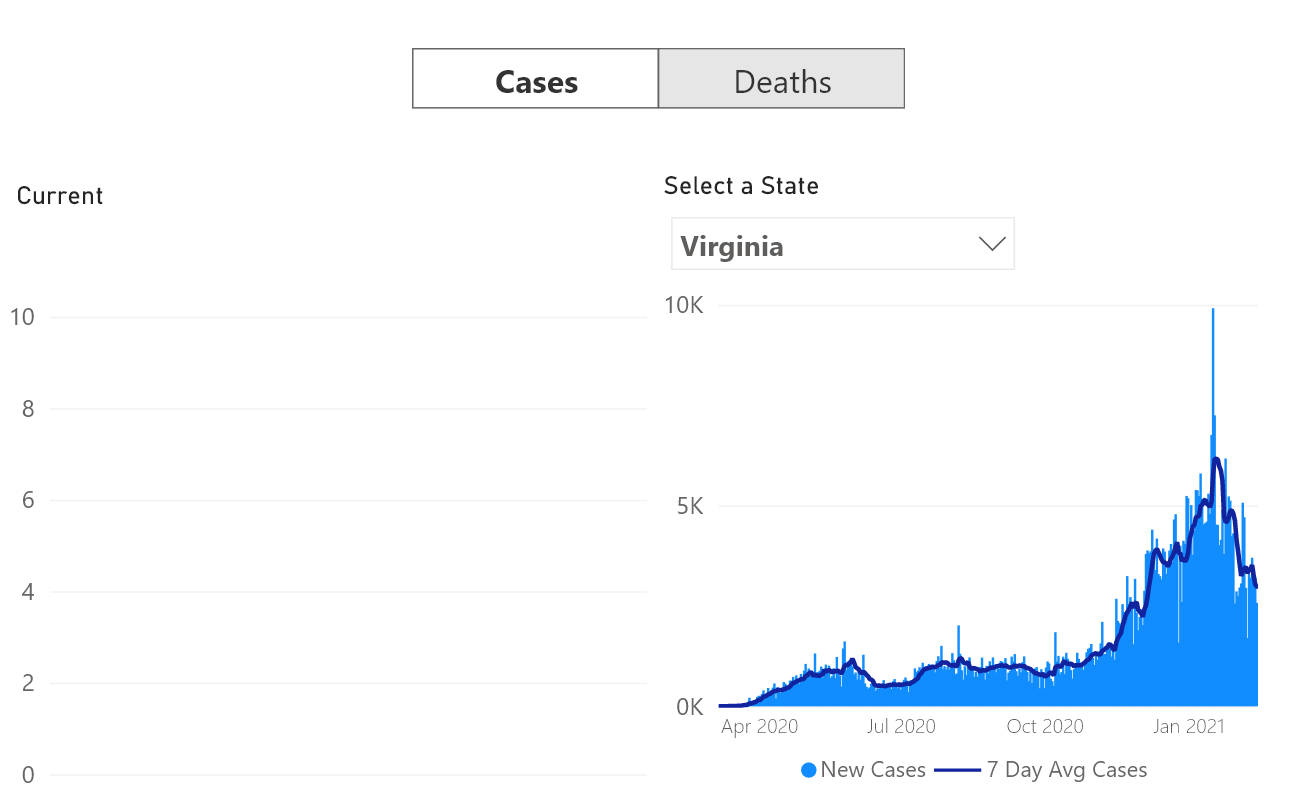 Cases
Deaths
Current
10
8
6
4
2
0
Select a State
Virginia
10K
5K
0K
Apr 2020 Jul 2020 Oct 2020 Jan 2021
New Cases 7 Day Avg Cases